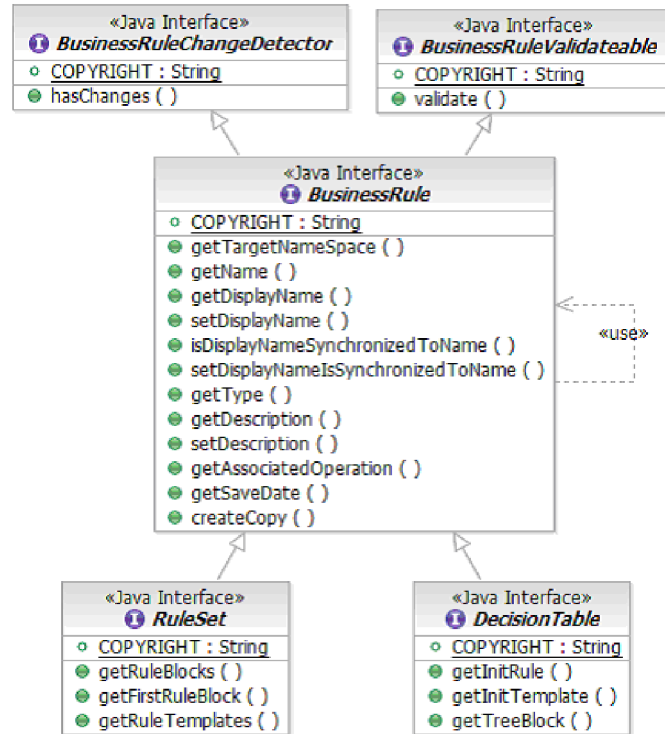 «Java Interface»
BusinessRuleChangeDetector
COPYRIGHT : String
hasChanges ( )
«Java Interface»
BusinessRuleValidateable
COPYRIGHT : String
validate ( )
«Java Interface»
BusinessRule
COPYRIGHT : String
getTargetNameSpace ( )
getName ( )
getDisplayName ( )
setDisplayName ( )
isDisplayNameSynchronizedToName ( )
setDisplayNameIsSynchronizedToName ( )
getType ( )
getDescription ( )
setDescription ( )
getAssociatedOperation ( )
getSaveDate ( )
createCopy ( )
«use»
«Java Interface»
RuleSet
COPYRIGHT : String
getRuleBlocks ( )
getFirstRuleBlock ( )
getRuleTemplates ( )
«Java Interface»
DecisionTable
COPYRIGHT : String
getInitRule ( )
getInitTemplate ( )
getTreeBlock ( )